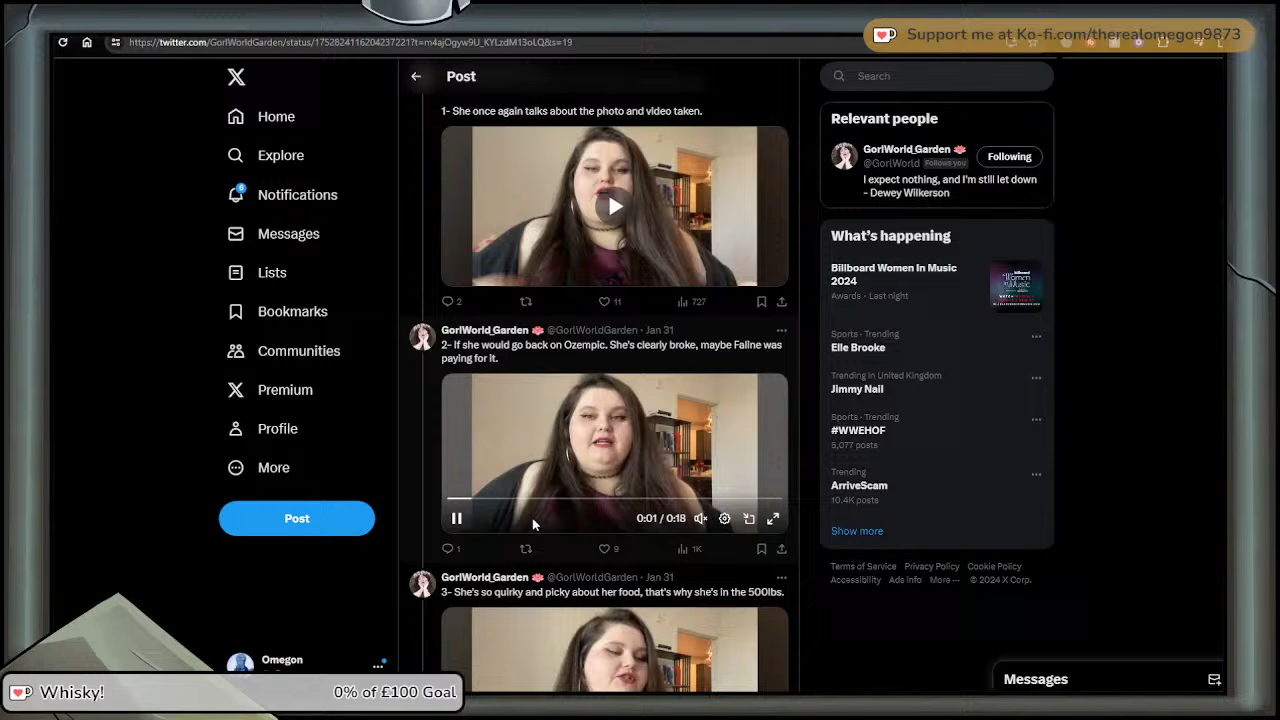 https://twitter.com/GorlWorldGarden/status/1752824116204237221?t=m4ajOgyw9U_KYLzdM13oLQ&s=19
Support me at Ko-fi.com/therealomegon9873
Home
Explore
6
Notifications
Messages
Lists
Bookmarks
Communities
Premium
Profile
More
Post
Omegon
Post
1- She once again talks about the photo and video taken.
2
11
727
GorlWorld_Garden 🪷 @GorlWorldGarden · Jan 31
2- If she would go back on Ozempic. She's clearly broke, maybe Faline was
paying for it.
0:01 / 0:18
1
9
1K
GorlWorld_Garden 🪷 @GorlWorldGarden · Jan 31
3- She's so quirky and picky about her food, that's why she's in the 500lbs.
Search
Relevant people
GorlWorld_Garden 🪷
@GorlWorld Follows you
Following
I expect nothing, and I'm still let down
- Dewey Wilkerson
What's happening
Billboard Women In Music
2024
Awards · Last night
Sports · Trending
Elle Brooke
Trending in United Kingdom
Jimmy Nail
Sports · Trending
#WWEHOF
5,077 posts
Trending
ArriveScam
10.4K posts
Show more
Terms of Service Privacy Policy Cookie Policy
Accessibility Ads info More ··· © 2024 X Corp.
Messages
Whisky!
0% of £100 Goal